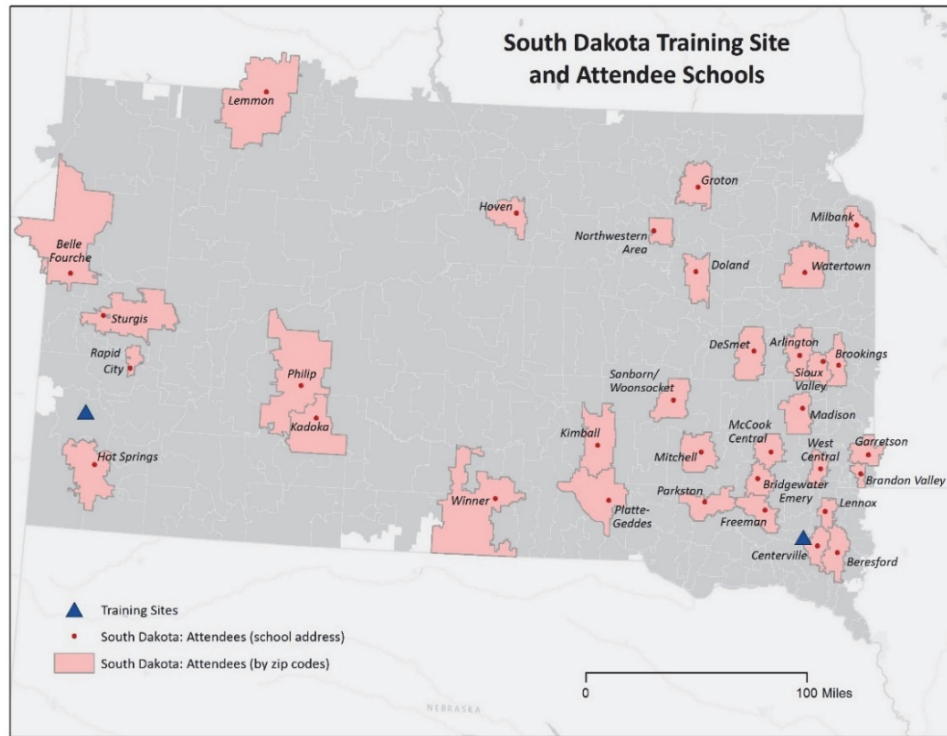 South Dakota Training Site
and Attendee Schools
Lemmon
Groton
Hoven
Milbank
Northwestern
Area
Belle
Fourche
Doland
Watertown
Sturgis
DeSmet
Arlington
Brookings
Rapid
City
Sioux
Valley
Philip
Sanborn/
Woonsocket
Madison
Kadoka
McCook
Central
Kimball
West
Central
Garretson
Mitchell
Hot Springs
Brandon Valley
Bridgewater
Emery
Winner
Parkston
Lennox
Platte-
Geddes
Freeman
Centerville
Beresford
Training Sites
South Dakota: Attendees (school address)
South Dakota: Attendees (by zip codes)
0
100 Miles
NEBRASKA